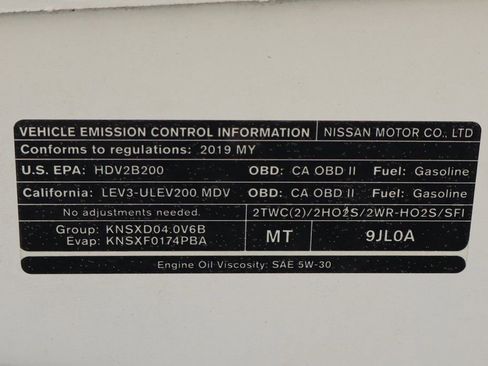 VEHICLE EMISSION CONTROL INFORMATION NISSAN MOTOR CO., LTD
Conforms to regulations: 2019 MY
U.S. EPA: HDV2B200 OBD: CA OBD II Fuel: Gasoline
California: LEV3-ULEV200 MDV OBD: CA OBD II Fuel: Gasoline
No adjustments needed. 2TWC(2)/2HO2S/2WR-HO2S/SFI
Group: KNSXD04.0V6B
Evap: KNSXF0174PBA
MT 9JL0A
Engine Oil Viscosity: SAE 5W-30